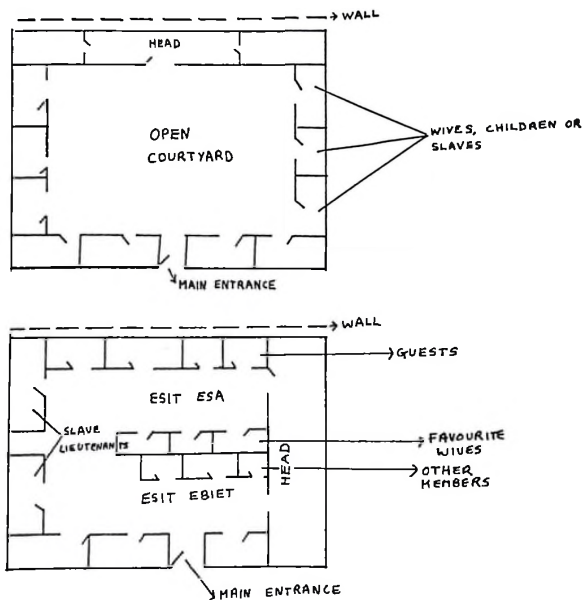 WALL
HEAD
OPEN
COURTYARD
WIVES, CHILDREN OR
SLAVES
MAIN ENTRANCE
WALL
GUESTS
ESIT ESA
SLAVE
LIEUTENANTS
FAVOURITE
WIVES
HEAD
OTHER
MEMBERS
ESIT EBIET
MAIN ENTRANCE